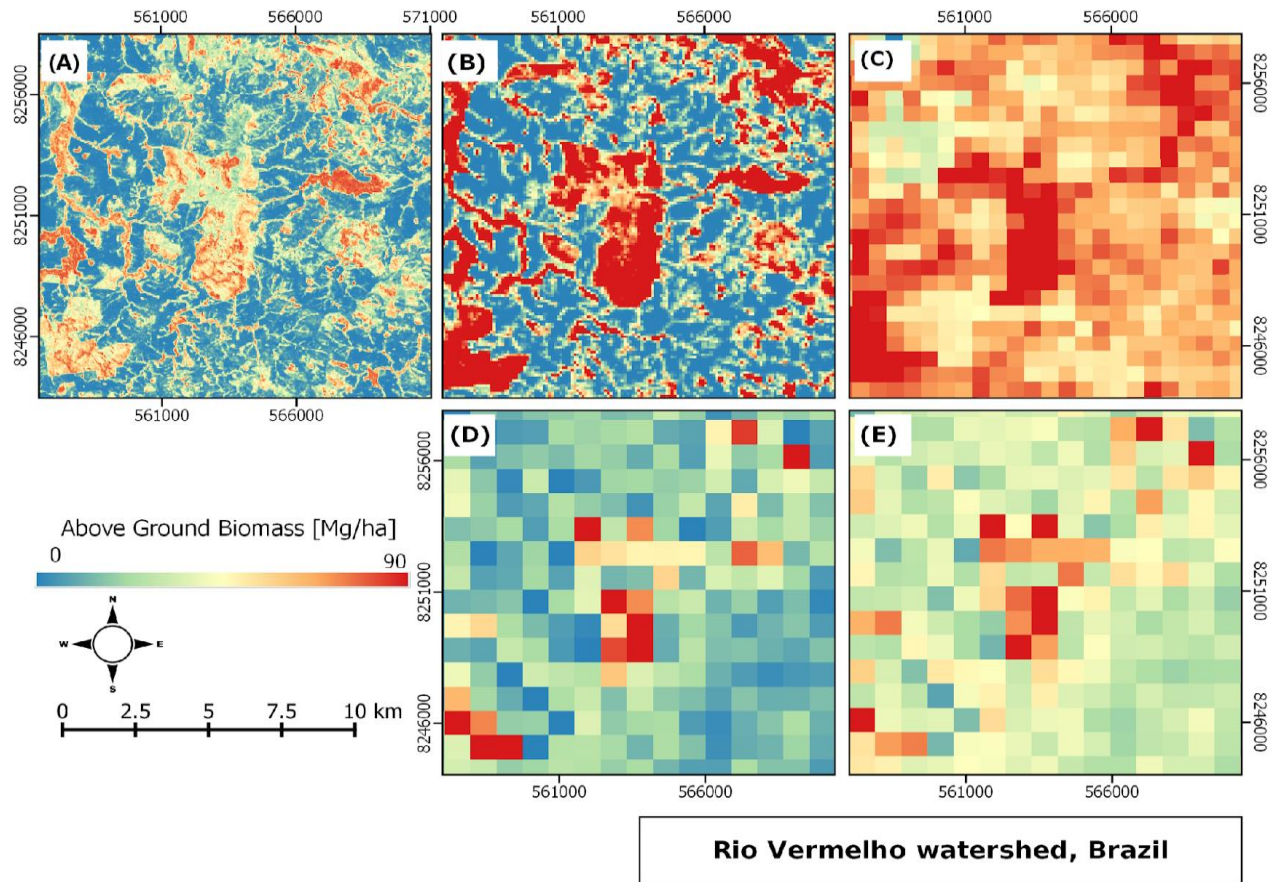 561000 566000 571000 561000 566000 561000 566000
(A) (B) (C)
8256000 8256000
8251000 8251000
8246000 8246000
561000 566000
(D) (E)
8256000 8256000
Above Ground Biomass [Mg/ha]
0 90
8251000 8251000
N
W E
S
0 2.5 5 7.5 10 km
8246000 8246000
561000 566000 561000 566000
Rio Vermelho watershed, Brazil